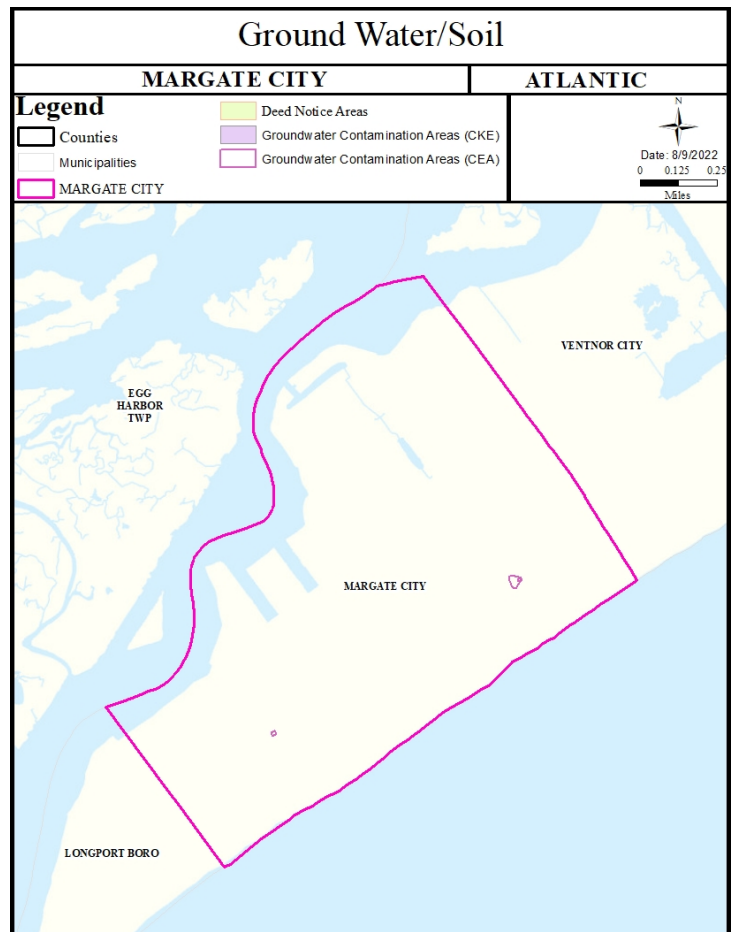 Ground Water/Soil
MARGATE CITY
ATLANTIC
Legend
Counties
Municipalities
MARGATE CITY
Deed Notice Areas
Groundwater Contamination Areas (CKE)
Groundwater Contamination Areas (CEA)
N
Date: 8/9/2022
0 0.125 0.25
Miles
VENTNOR CITY
EGG
HARBOR
TWP
MARGATE CITY
LONGPORT BORO